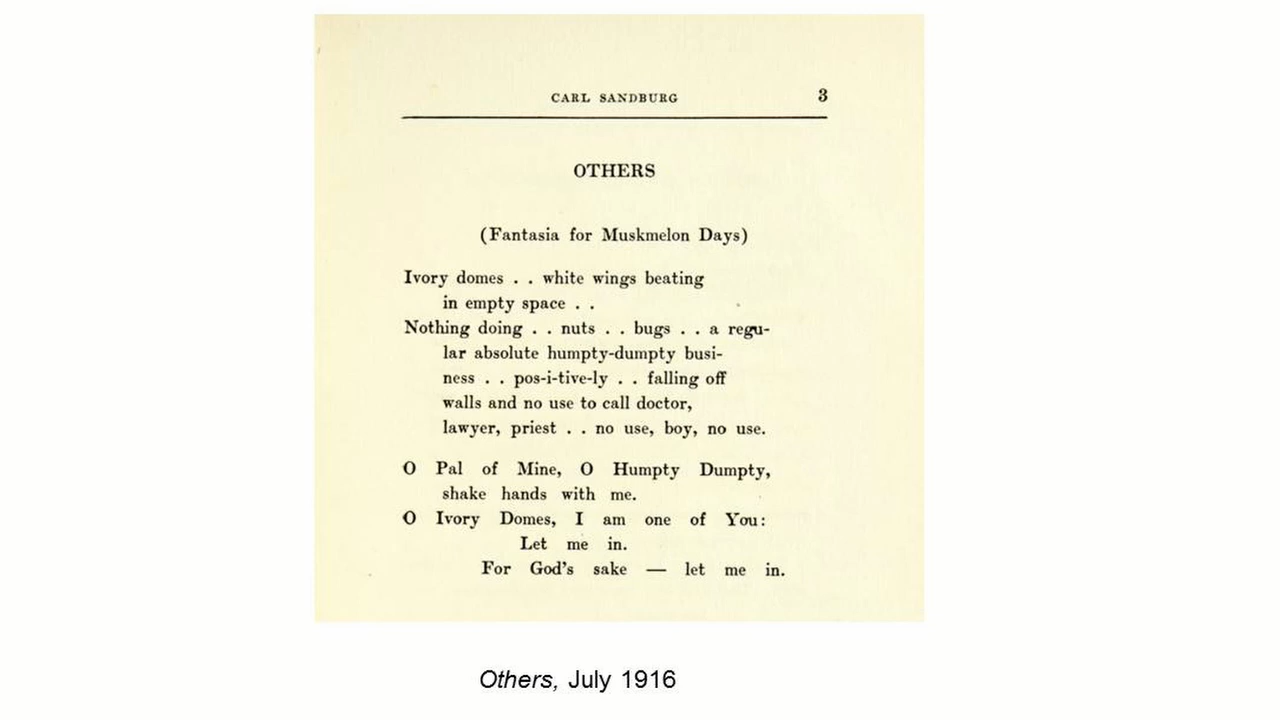 CARL SANDBURG 3
OTHERS
(Fantasia for Muskmelon Days)
Ivory domes . . white wings beating
in empty space . .
Nothing doing . . nuts . . bugs . . a regu-
lar absolute humpty-dumpty busi-
ness . . pos-i-tive-ly . . falling off
walls and no use to call doctor,
lawyer, priest . . no use, boy, no use.
O Pal of Mine, O Humpty Dumpty,
shake hands with me.
O Ivory Domes, I am one of You:
Let me in.
For God's sake — let me in.
Others, July 1916